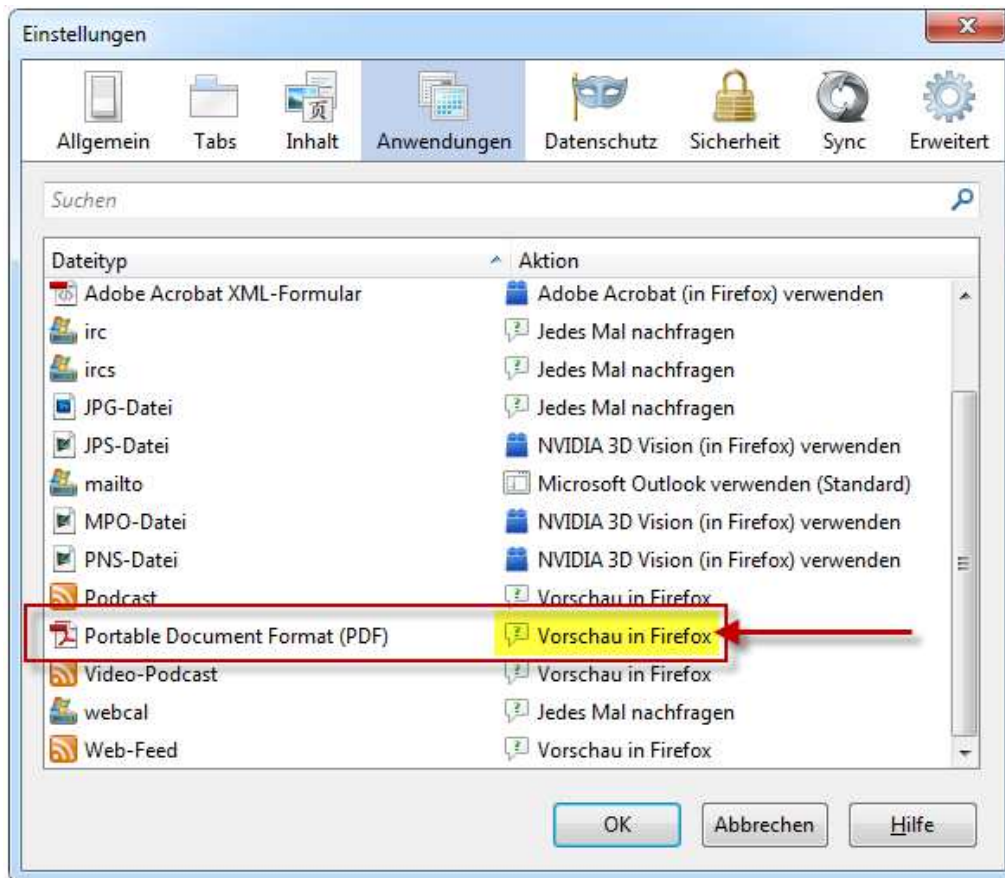 Einstellungen
Allgemein Tabs Inhalt Anwendungen Datenschutz Sicherheit Sync Erweitert
Suchen
Dateityp Aktion
Adobe Acrobat XML-Formular Adobe Acrobat (in Firefox) verwenden
irc Jedes Mal nachfragen
ircs Jedes Mal nachfragen
JPG-Datei Jedes Mal nachfragen
JPS-Datei NVIDIA 3D Vision (in Firefox) verwenden
mailto Microsoft Outlook verwenden (Standard)
MPO-Datei NVIDIA 3D Vision (in Firefox) verwenden
PNS-Datei NVIDIA 3D Vision (in Firefox) verwenden
Podcast Vorschau in Firefox
Portable Document Format (PDF) Vorschau in Firefox
Video-Podcast Vorschau in Firefox
webcal Jedes Mal nachfragen
Web-Feed Vorschau in Firefox
OK Abbrechen Hilfe